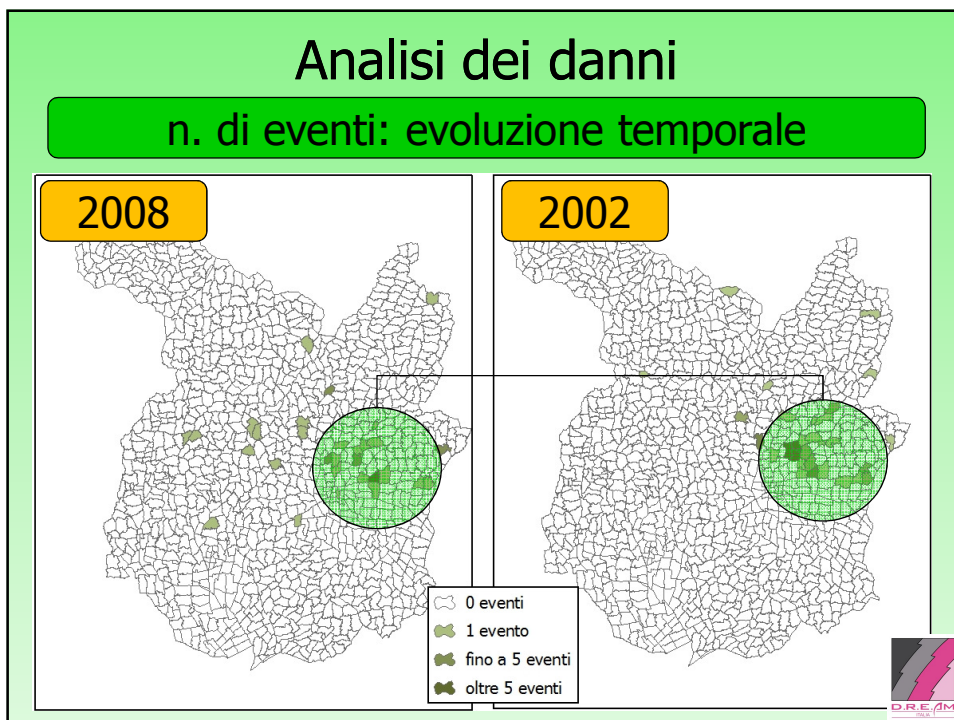 Analisi dei danni
n. di eventi: evoluzione temporale
2008
2002
0 eventi
1 evento
fino a 5 eventi
oltre 5 eventi
D.R.E.AM
ITALIA